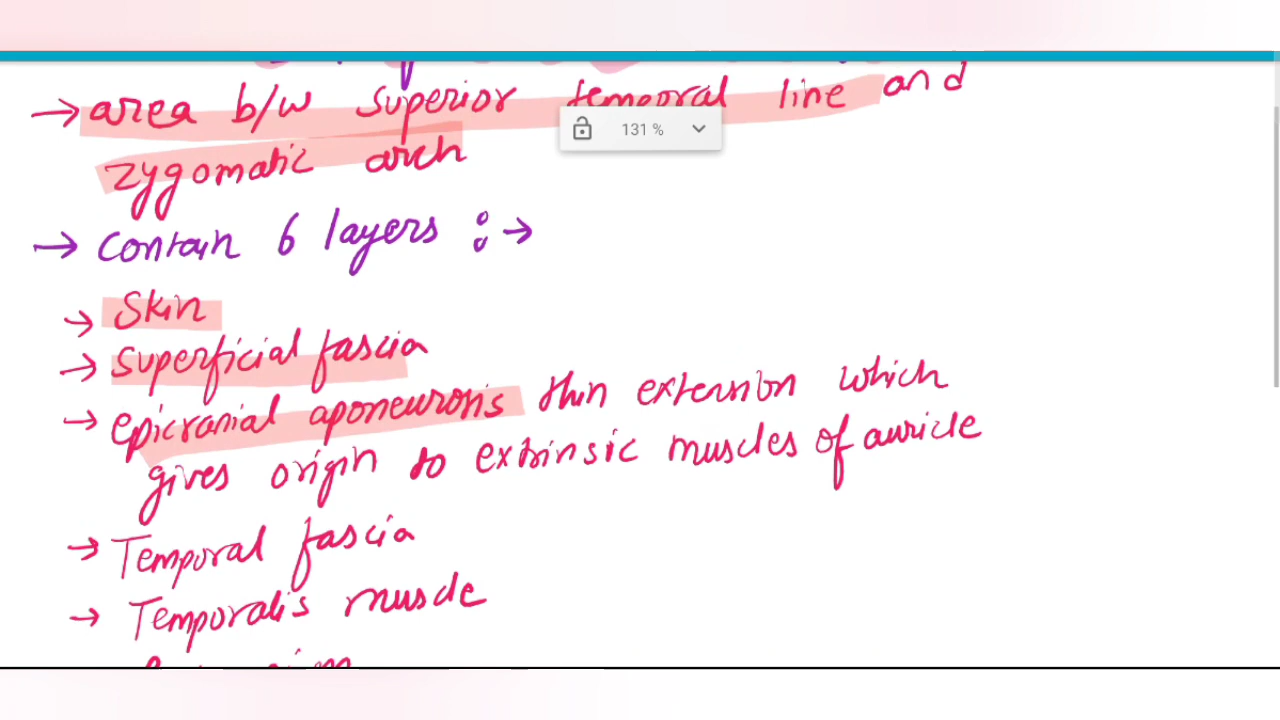 → area b/w superior temporal line and
131 %
zygomatic arch
→ Contain 6 layers : →
→ Skin
→ superficial fascia
→ epicranial aponeurosis thin extension which
gives origin to extrinsic muscles of auricle
→ Temporal fascia
→ Temporalis muscle